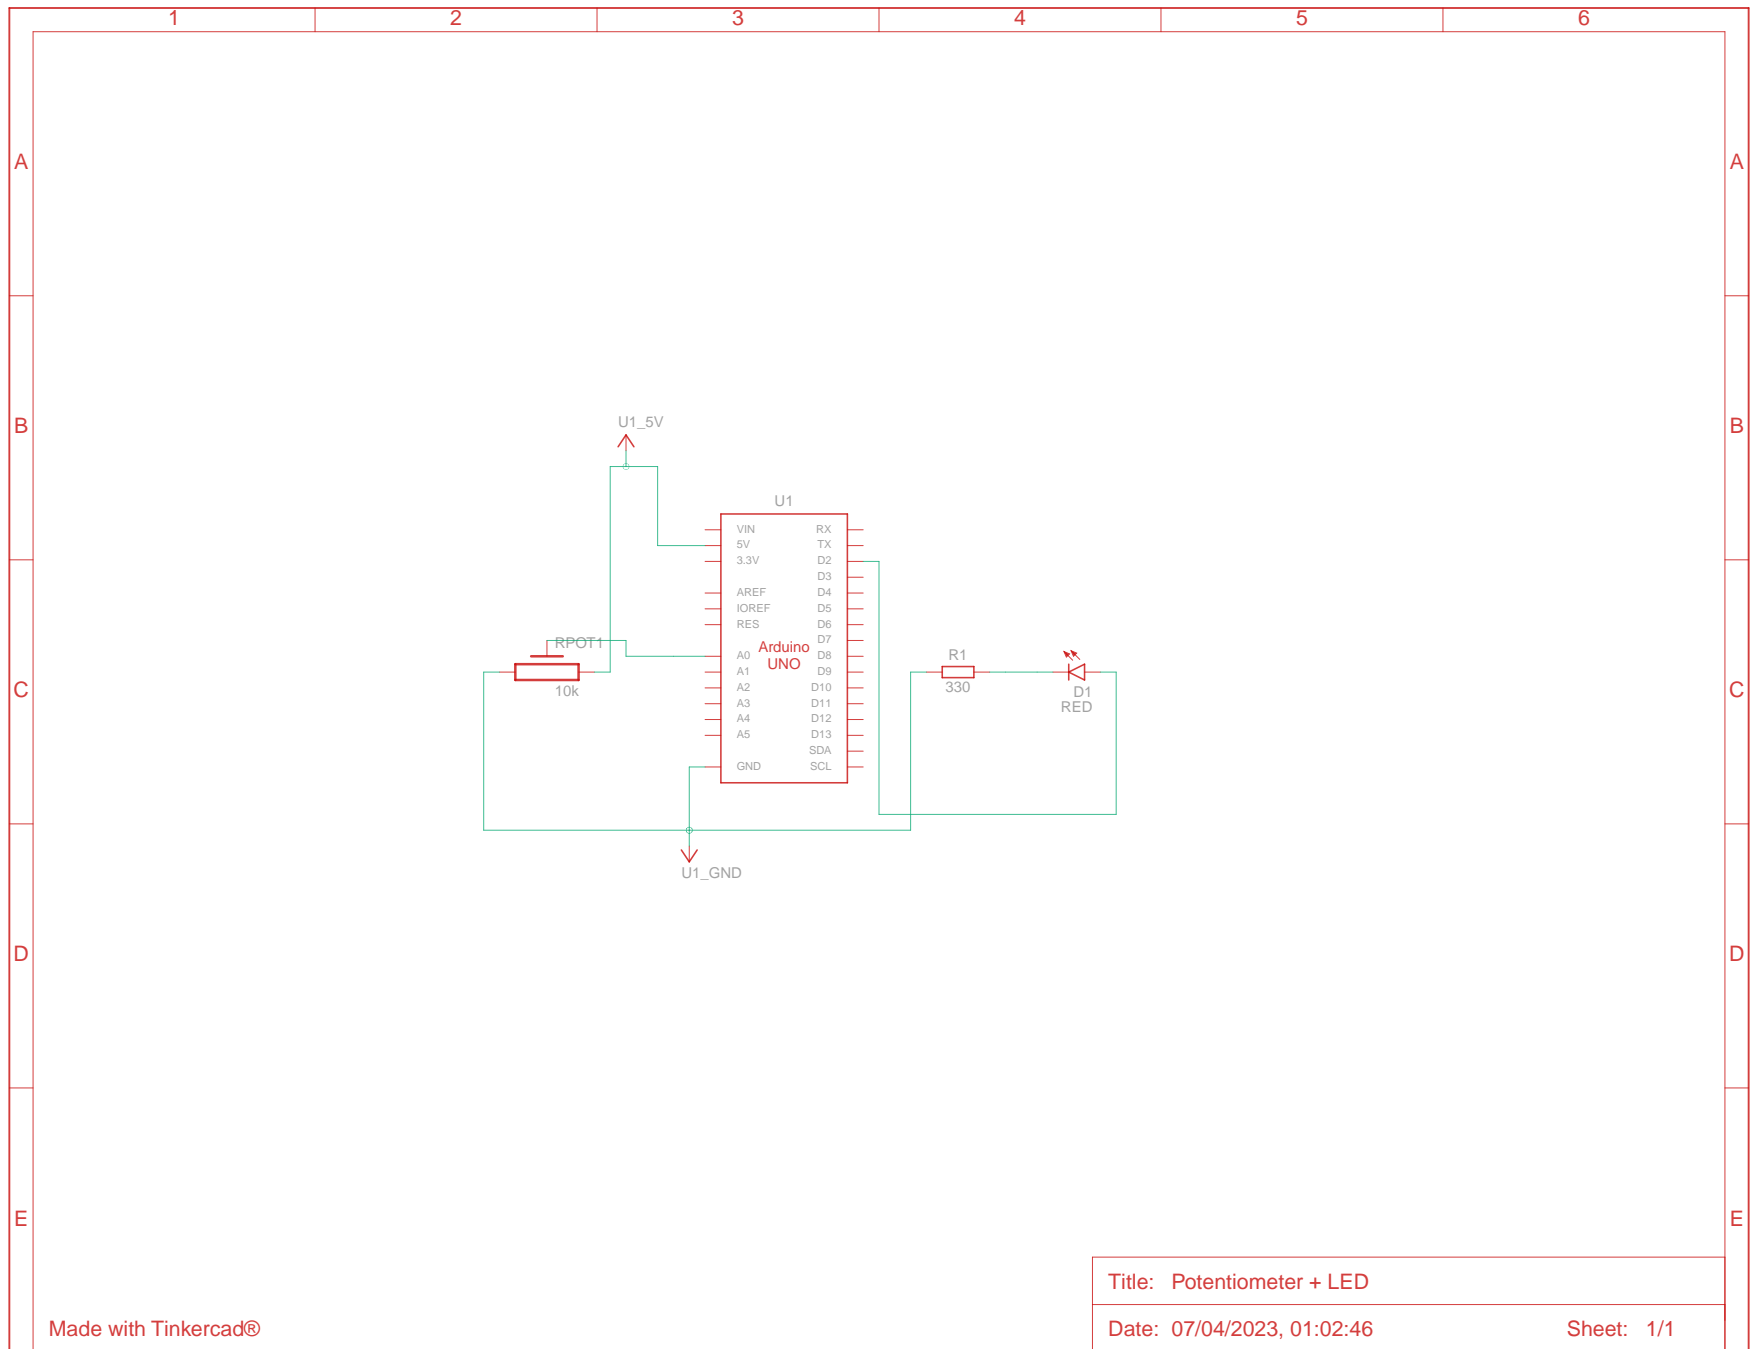 1 2 3 4 5 6
A A
B B
U1_5V
U1
VIN RX
5V TX
3.3V D2
D3
AREF D4
IOREF D5
RES D6
D7
RPOT1
A0 D8
Arduino
UNO
A1 D9
A2 D10
A3 D11
A4 D12
A5 D13
SDA
GND SCL
10k
R1
330
D1
RED
C C
U1_GND
D D
E E
Title: Potentiometer + LED
Made with Tinkercad®
Date: 07/04/2023, 01:02:46 Sheet: 1/1